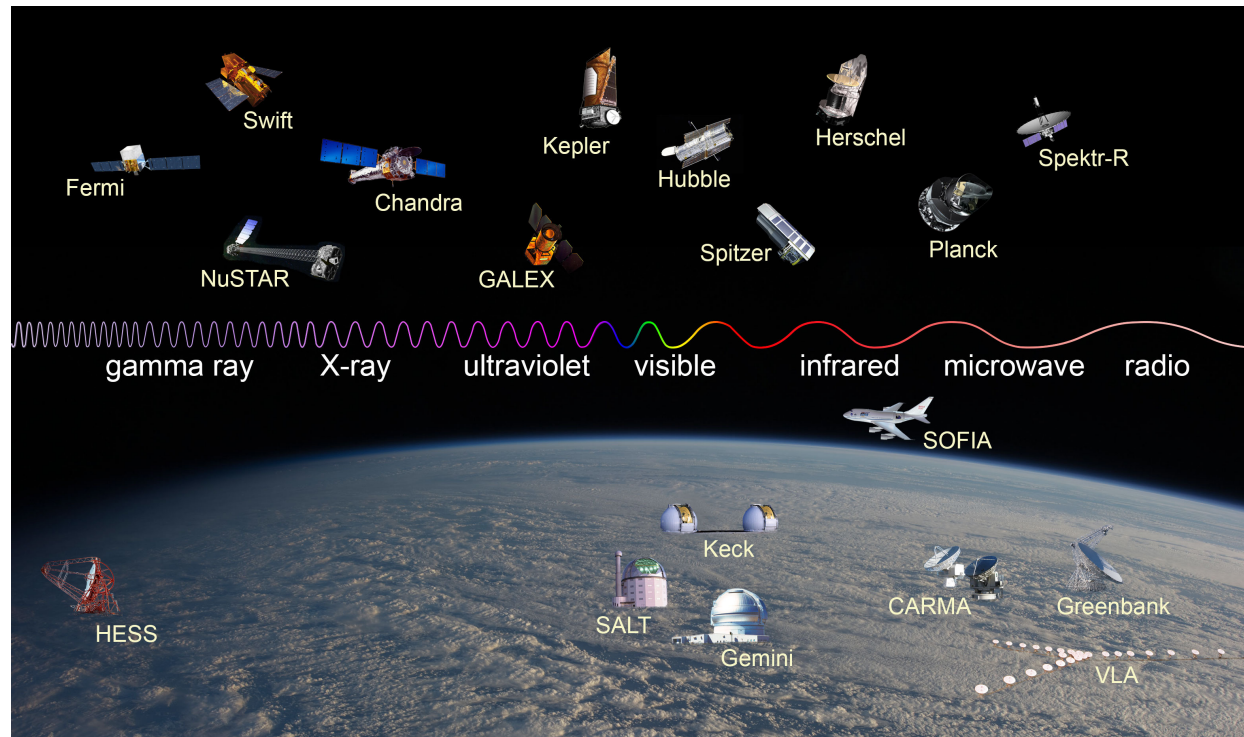 Swift
Kepler
Herschel
Hubble
Spektr-R
Fermi
Chandra
NuSTAR
GALEX
Spitzer
Planck
gamma ray
X-ray
ultraviolet
visible
infrared
microwave
radio
SOFIA
Keck
HESS
SALT
CARMA
Greenbank
Gemini
VLA